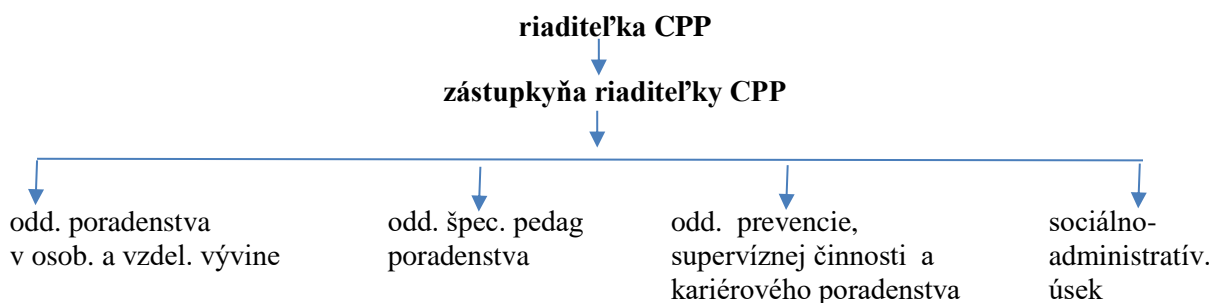 riaditeľka CPP
zástupkyňa riaditeľky CPP
odd. poradenstva
v osob. a vzdel. vývine
odd. špec. pedag
poradenstva
odd. prevencie,
supervíznej činnosti a
kariérového poradenstva
sociálno-
administratív.
úsek